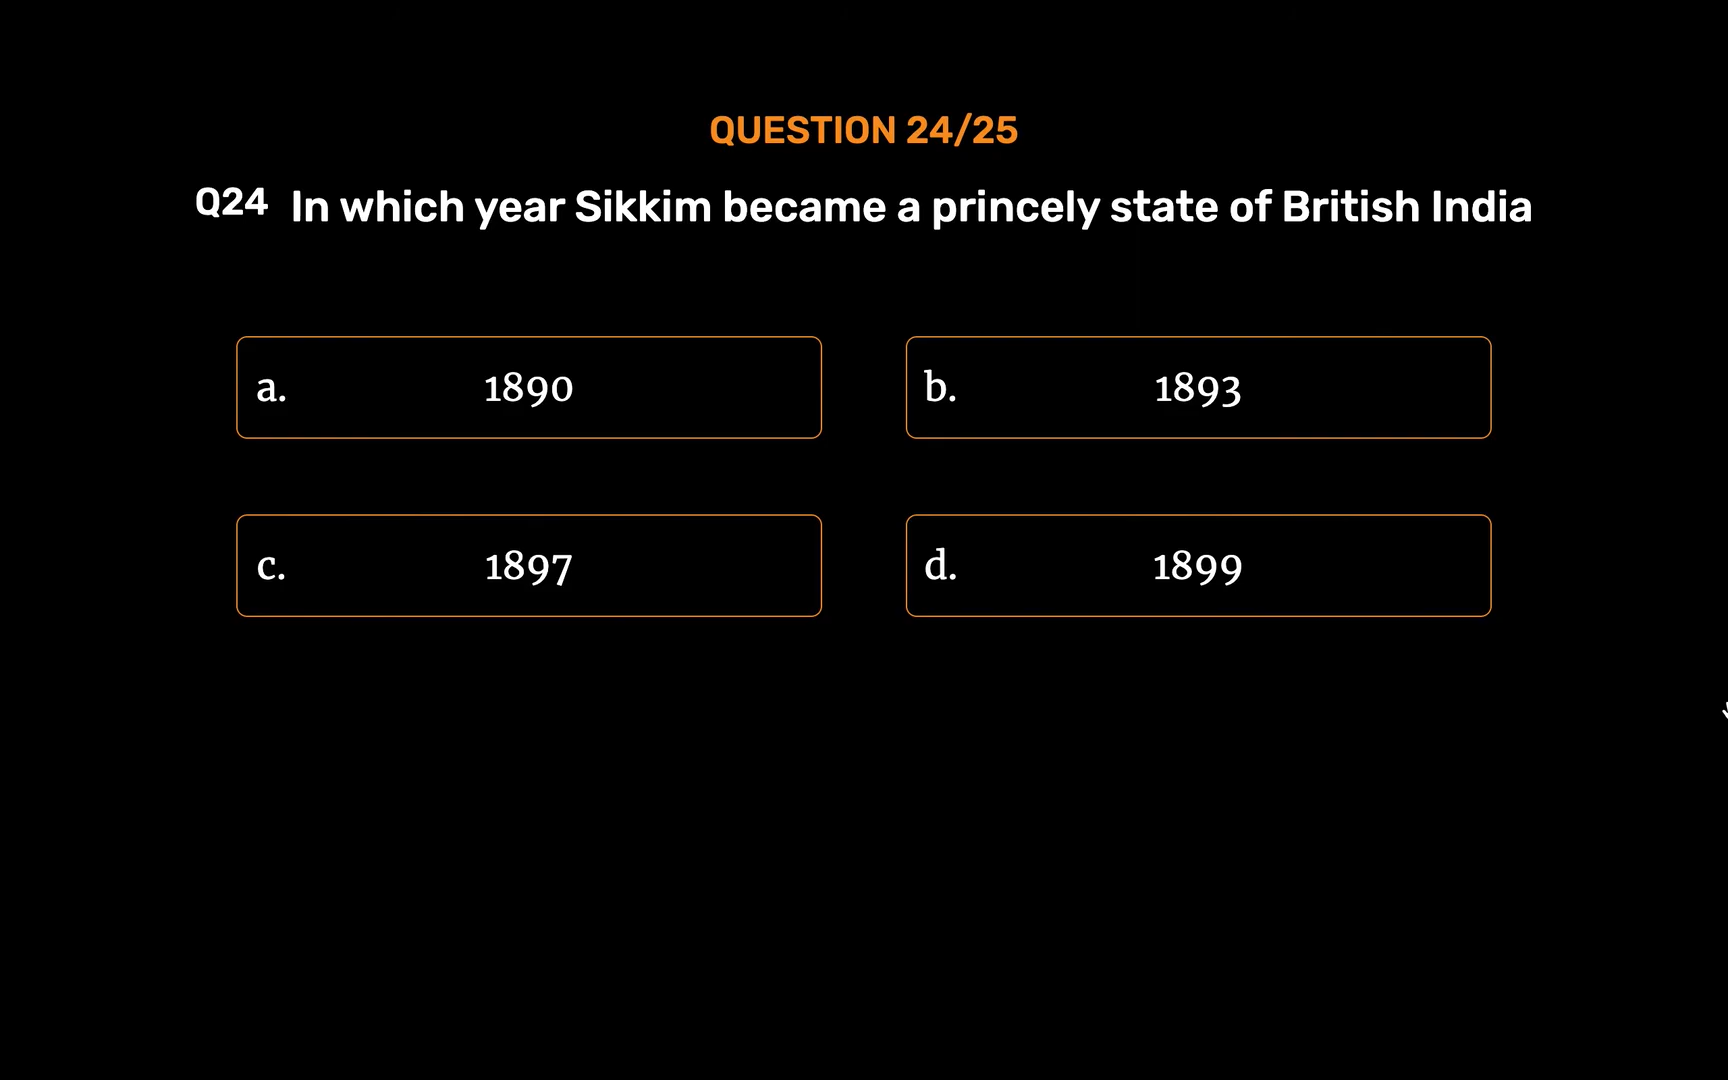 QUESTION 24/25
Q24 In which year Sikkim became a princely state of British India
a. 1890
b. 1893
c. 1897
d. 1899